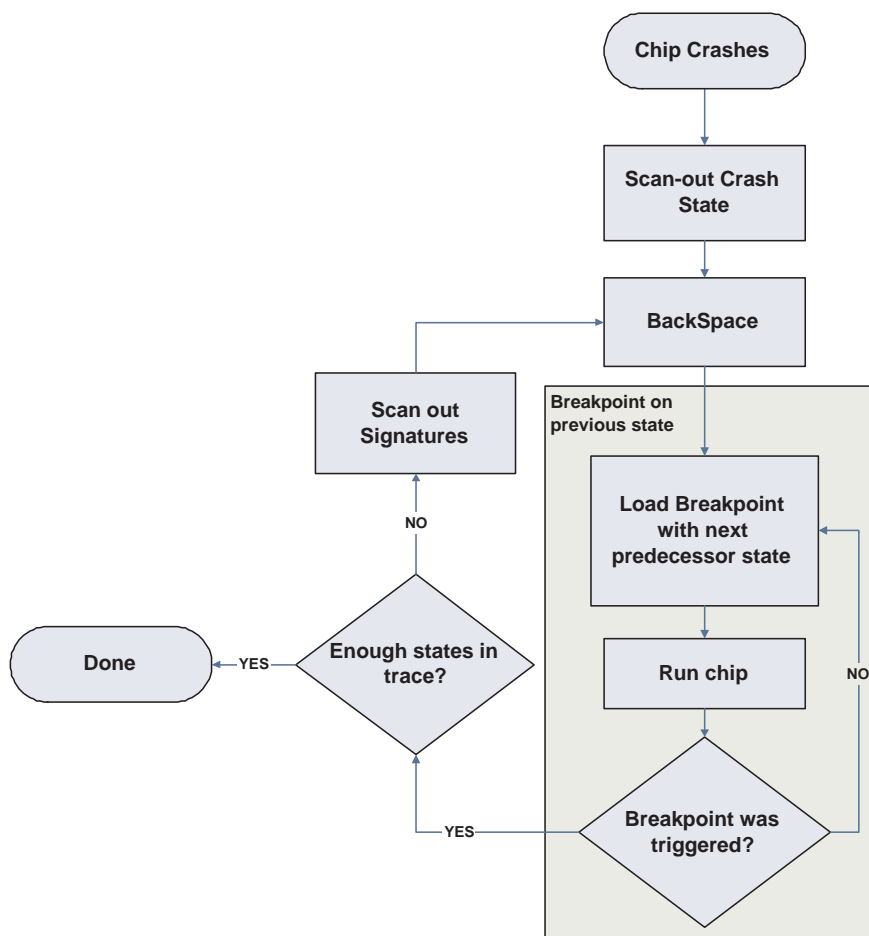 Chip Crashes
Scan-out Crash
State
BackSpace
Scan out
Signatures
Breakpoint on
previous state
Load Breakpoint
with next
predecessor state
NO
Done
YES
Enough states in
trace?
Run chip
NO
YES
Breakpoint was
triggered?